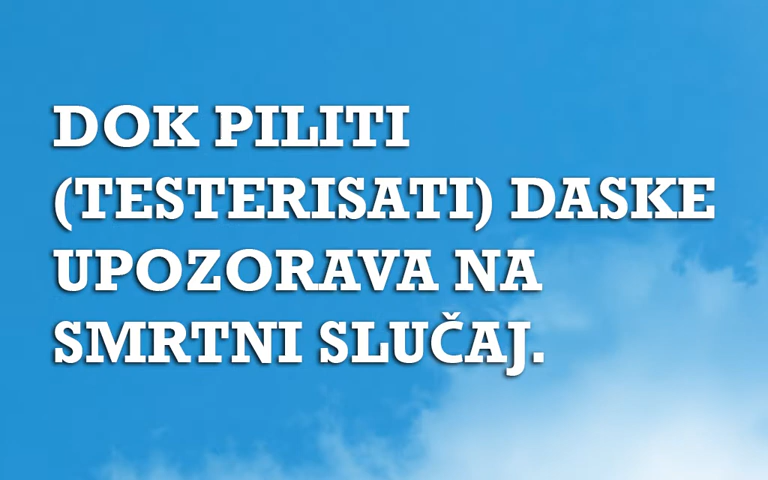 DOK PILITI
(TESTERISATI) DASKE
UPOZORAVA NA
SMRTNI SLUČAJ.